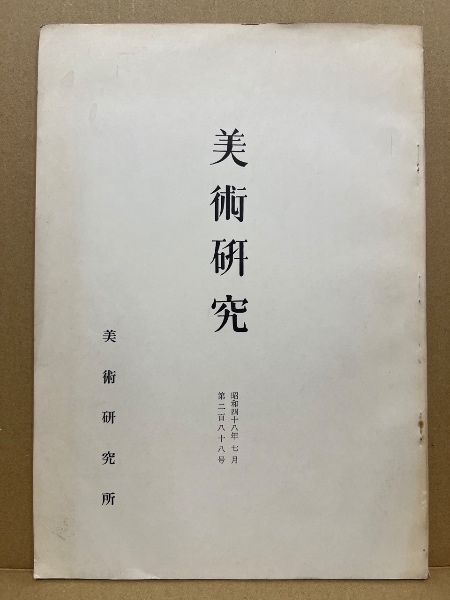 美術研究
昭和四十八年七月
第二百八十八号
美術研究所